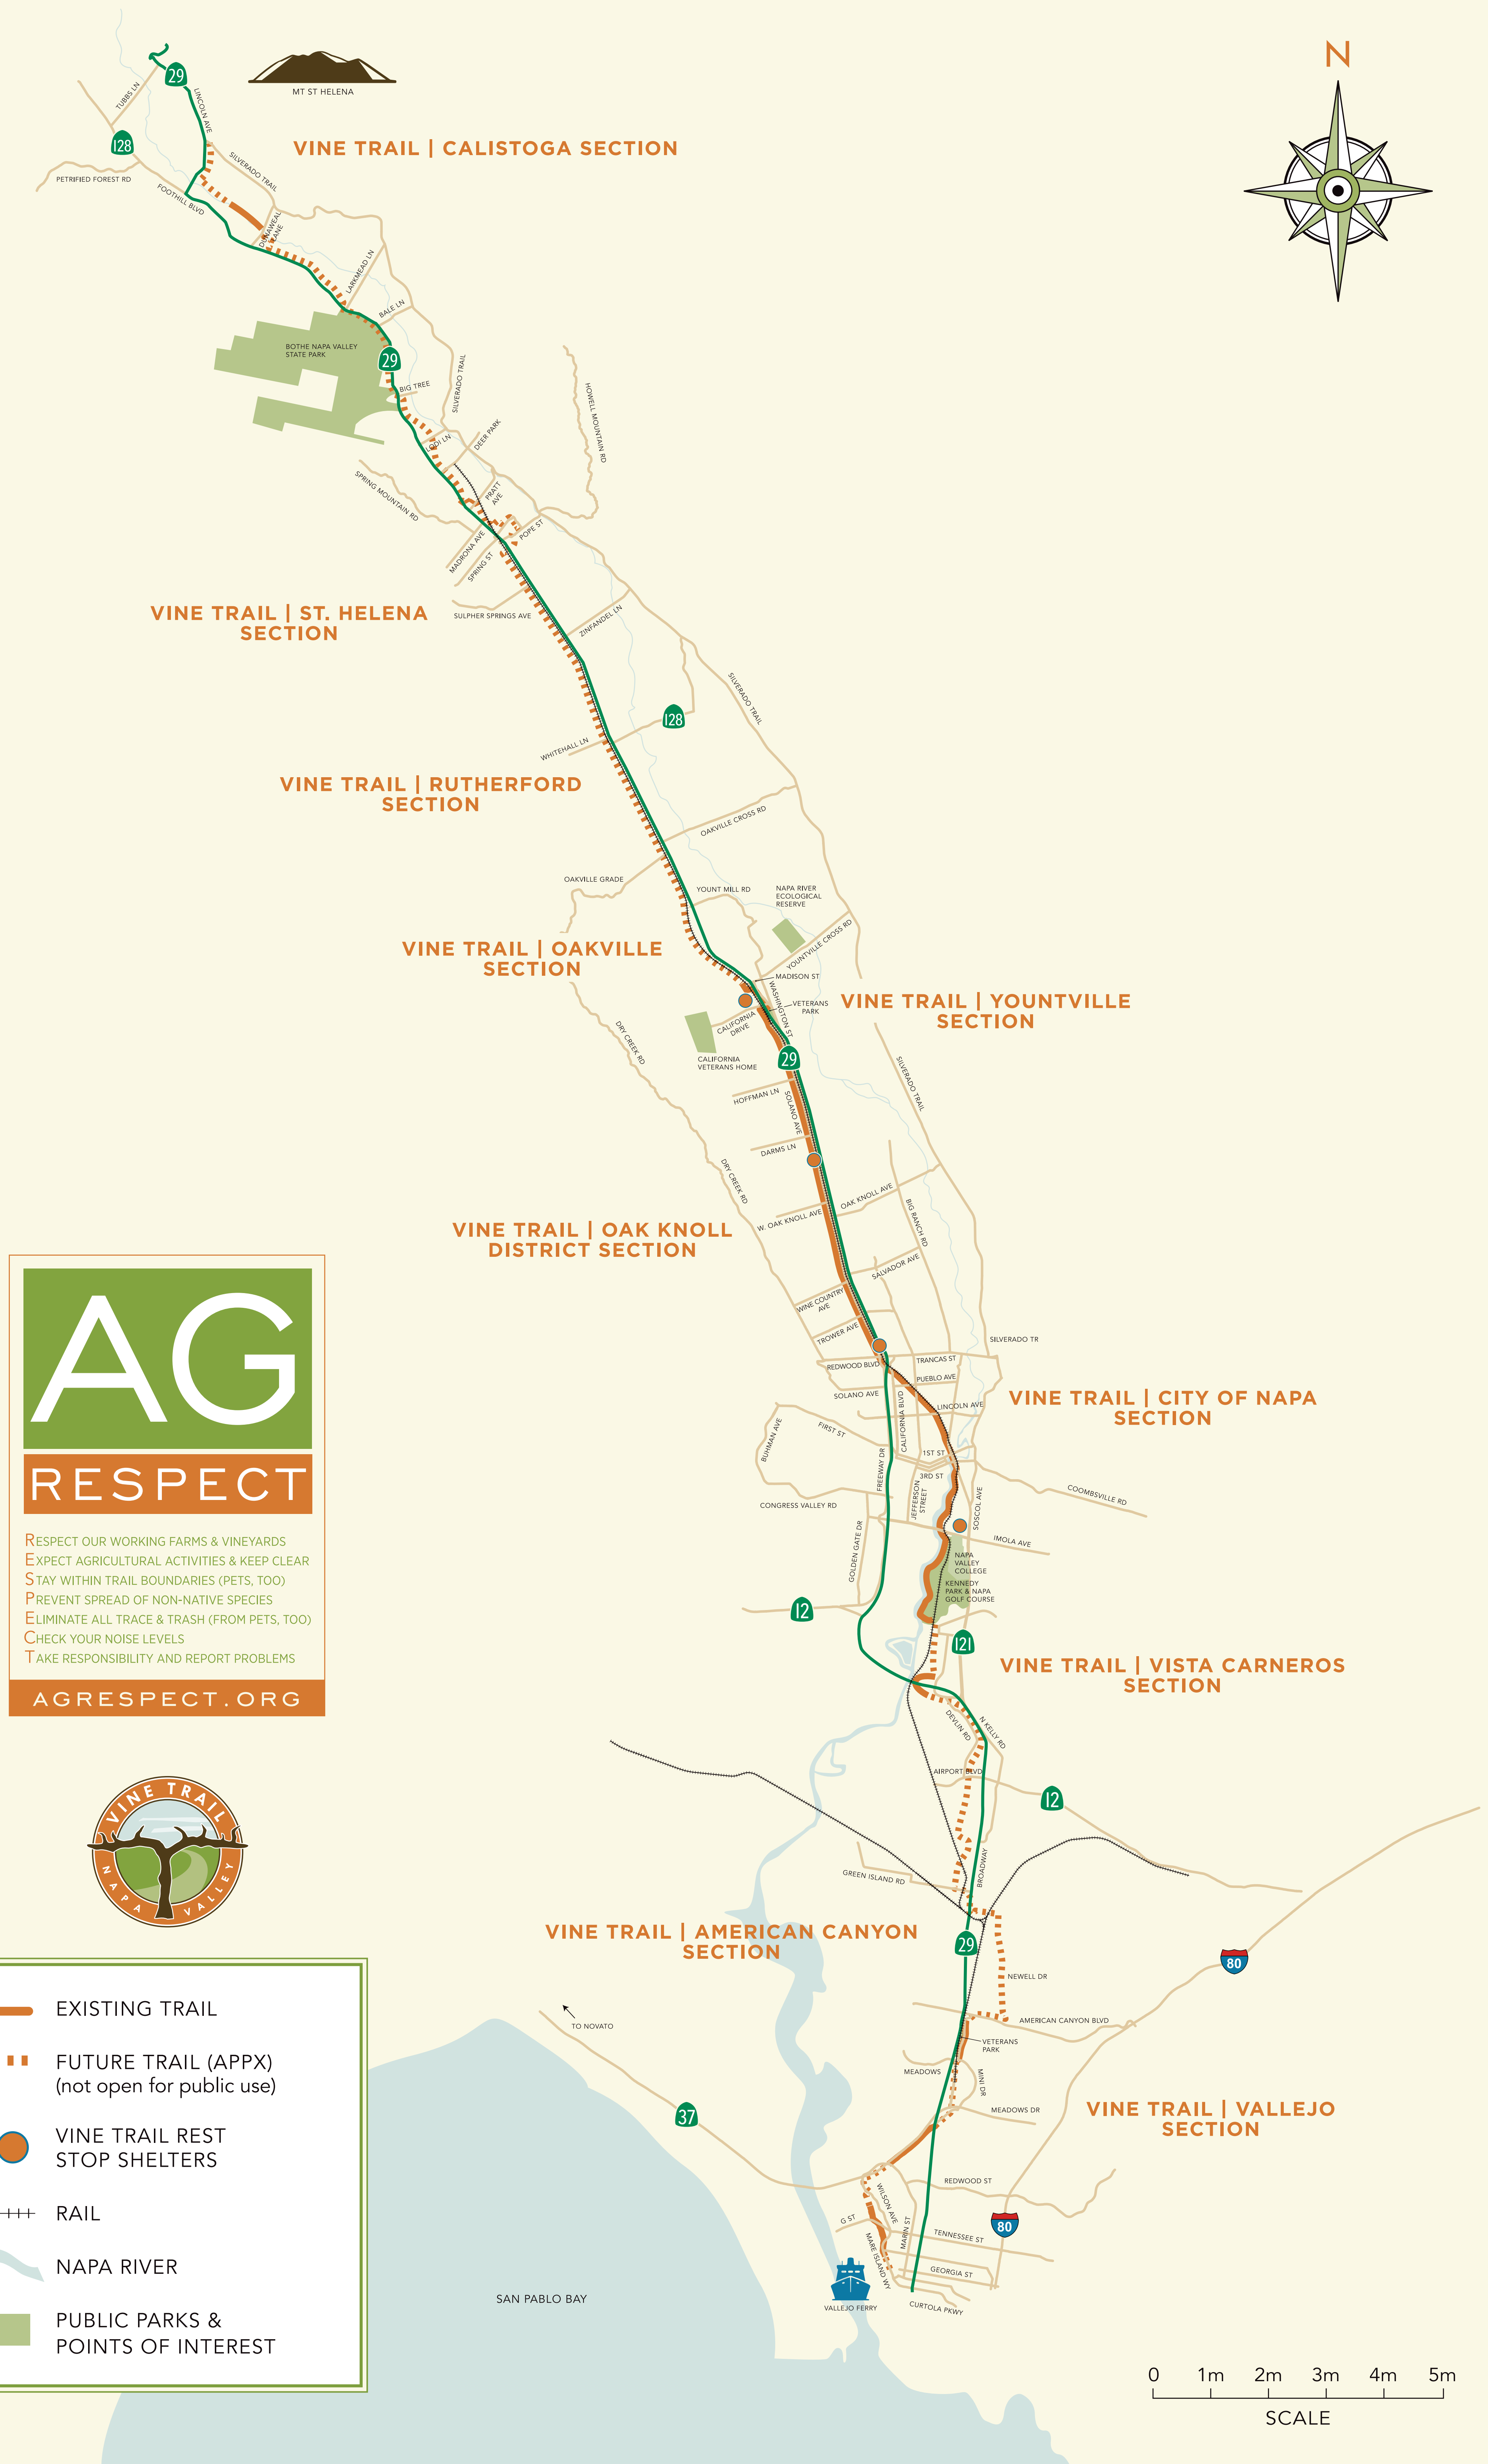 N
29
MT ST HELENA
TUBBS LN
LINCOLN AVE
128
VINE TRAIL | CALISTOGA SECTION
SILVERADO TRAIL
PETRIFIED FOREST RD
FOOTHILL BLVD
DUNAWEAL
LANE
LARKMEAD LN
BALE LN
BOTHE NAPA VALLEY
STATE PARK
29
BIG TREE
SILVERADO TRAIL
HOWELL MOUNTAIN RD
LODI LN
DEER PARK
SPRING MOUNTAIN RD
PRATT
AVE
POPE ST
MADRONA AVE
SPRING ST
VINE TRAIL | ST. HELENA
SECTION
SULPHER SPRINGS AVE
ZINFANDEL LN
SILVERADO TRAIL
128
WHITEHALL LN
VINE TRAIL | RUTHERFORD
SECTION
OAKVILLE CROSS RD
OAKVILLE GRADE
YOUNT MILL RD
NAPA RIVER
ECOLOGICAL
RESERVE
YOUNTVILLE CROSS RD
VINE TRAIL | OAKVILLE
SECTION
MADISON ST
WASHINGTON ST
VETERANS
PARK
VINE TRAIL | YOUNTVILLE
SECTION
CALIFORNIA
DRIVE
DRY CREEK RD
CALIFORNIA
VETERANS HOME
29
SILVERADO TRAIL
HOFFMAN LN
SOLANO AVE
DARMS LN
DRY CREEK RD
OAK KNOLL AVE
W. OAK KNOLL AVE
BIG RANCH RD
VINE TRAIL | OAK KNOLL
DISTRICT SECTION
SALVADOR AVE
WINE COUNTRY
AVE
TROWER AVE
SILVERADO TR
REDWOOD BLVD
TRANCAS ST
PUEBLO AVE
SOLANO AVE
CALIFORNIA BLVD
LINCOLN AVE
VINE TRAIL | CITY OF NAPA
SECTION
BUHMAN AVE
FIRST ST
FREEWAY DR
1ST ST
3RD ST
JEFFERSON
STREET
SOSCOL AVE
COOMBSVILLE RD
CONGRESS VALLEY RD
GOLDEN GATE DR
IMOLA AVE
NAPA
VALLEY
COLLEGE
KENNEDY
PARK & NAPA
GOLF COURSE
12
121
VINE TRAIL | VISTA CARNEROS
SECTION
DEVLIN RD
N KELLY RD
AIRPORT BLVD
12
GREEN ISLAND RD
BROADWAY
VINE TRAIL | AMERICAN CANYON
SECTION
29
80
NEWELL DR
TO NOVATO
AMERICAN CANYON BLVD
VETERANS
PARK
MEADOWS
MINI DR
MEADOWS DR
37
VINE TRAIL | VALLEJO
SECTION
REDWOOD ST
WILSON AVE
G ST
MARIN ST
80
TENNESSEE ST
MARE ISLAND WY
GEORGIA ST
SAN PABLO BAY
VALLEJO FERRY
CURTOLA PKWY
AG
RESPECT
RESPECT OUR WORKING FARMS & VINEYARDS
EXPECT AGRICULTURAL ACTIVITIES & KEEP CLEAR
STAY WITHIN TRAIL BOUNDARIES (PETS, TOO)
PREVENT SPREAD OF NON-NATIVE SPECIES
ELIMINATE ALL TRACE & TRASH (FROM PETS, TOO)
CHECK YOUR NOISE LEVELS
TAKE RESPONSIBILITY AND REPORT PROBLEMS
AGRESPECT.ORG
VINE TRAIL
NAPA VALLEY
EXISTING TRAIL
FUTURE TRAIL (APPX)
(not open for public use)
VINE TRAIL REST
STOP SHELTERS
RAIL
NAPA RIVER
PUBLIC PARKS &
POINTS OF INTEREST
0 1m 2m 3m 4m 5m
SCALE